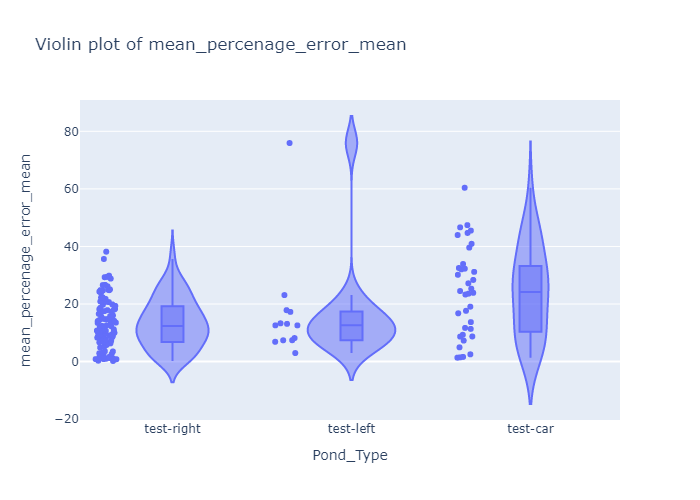 Violin plot of mean_percenage_error_mean
mean_percenage_error_mean
80
60
40
20
0
−20
test-right
test-left
test-car
Pond_Type